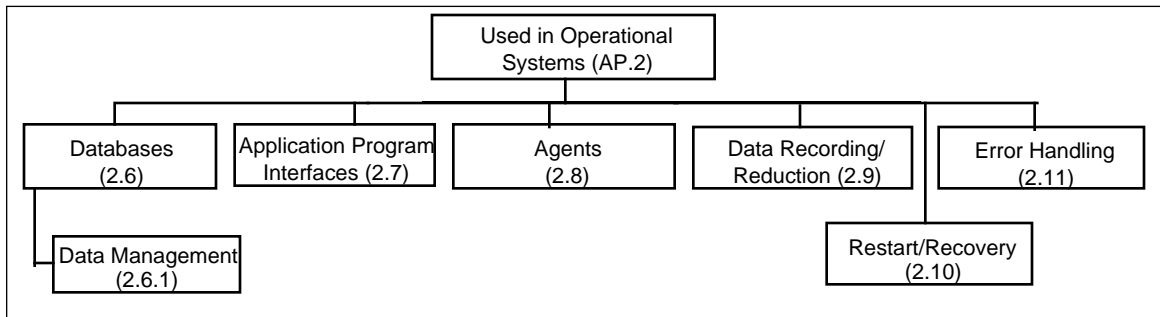 Used in Operational
Systems (AP.2)
Databases
(2.6)
Application Program
Interfaces (2.7)
Agents
(2.8)
Data Recording/
Reduction (2.9)
Error Handling
(2.11)
Data Management
(2.6.1)
Restart/Recovery
(2.10)